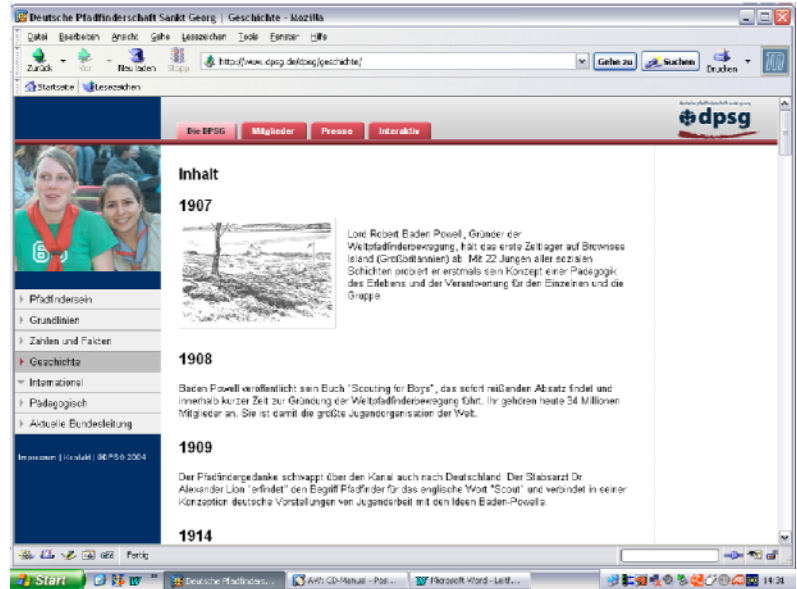 Deutsche Pfadfinderschaft Sankt Georg | Geschichte - Mozilla
Datei Bearbeiten Ansicht Gehe Lesezeichen Tools Fenster Hilfe
Zurück Vor Neu laden Stopp http://www.dpsg.de/dpsg/geschichte/ Gehe zu Suchen Drucken
Startseite Lesezeichen
dpsg
Die DPSG Mitglieder Presse Interaktiv
Inhalt
1907
Lord Robert Baden Powell, Gründer der
Weltpfadfinderbewegung, hält das erste Zeltlager auf Brownsee
Island (Großbritannien) ab. Mit 22 Jungen aller sozialen
Schichten probiert er erstmals sein Konzept einer Pädagogik
des Erlebens und der Verantwortung für den Einzelnen und die
Gruppe.
Pfadfindersein
Grundlinien
Zahlen und Fakten
Geschichte
International
Pädagogisch
Aktuelle Bundesleitung
Impressum | Kontakt | ©DPSG 2004
1908
Baden Powell veröffentlicht sein Buch "Scouting for Boys", das sofort reißenden Absatz findet und
innerhalb kurzer Zeit zur Gründung der Weltpfadfinderbewegung führt. Ihr gehören heute 34 Millionen
Mitglieder an. Sie ist damit die größte Jugendorganisation der Welt.
1909
Der Pfadfindergedanke schwappt über den Kanal auch nach Deutschland. Der Stabsarzt Dr.
Alexander Lion "erfindet" den Begriff Pfadfinder für das englische Wort "Scout" und verbindet in seiner
Konzeption deutsche Vorstellungen von Jugendarbeit mit den Ideen Baden-Powells.
1914
Fertig
Start Deutsche Pfadfinders... CD-Manual - Pos... Microsoft Word - Leitf... 14:31